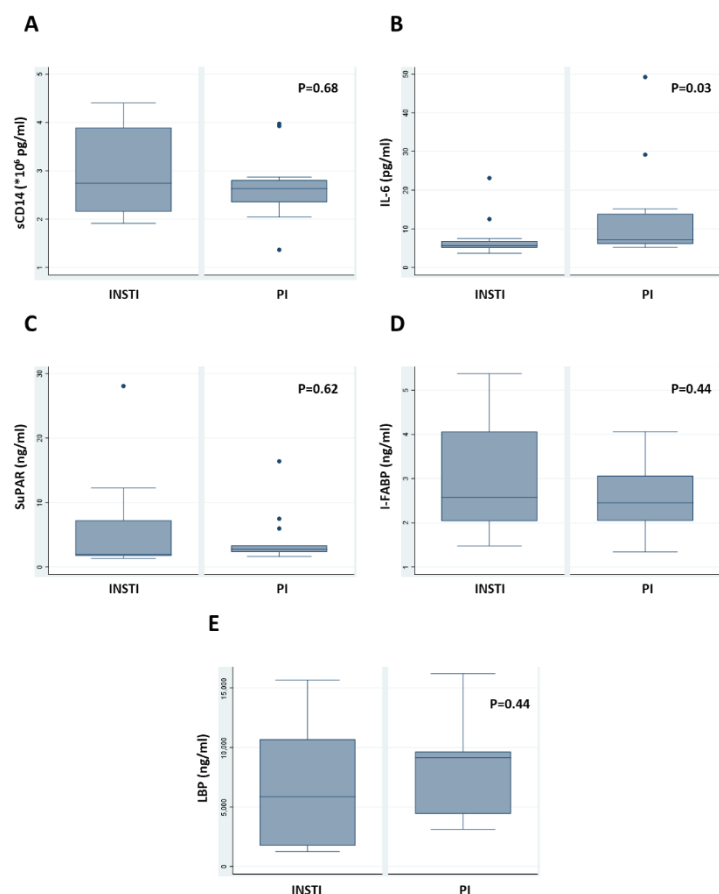 A
sCD14 (*10⁶ pg/ml)
5
4
3
2
1
P=0.68
INSTI
PI
B
IL-6 (pg/ml)
50
40
30
20
10
0
P=0.03
INSTI
PI
C
SuPAR (ng/ml)
30
20
10
0
P=0.62
INSTI
PI
D
I-FABP (ng/ml)
5
4
3
2
1
P=0.44
INSTI
PI
E
LBP (ng/ml)
15,000
10,000
5,000
0
P=0.44
INSTI
PI